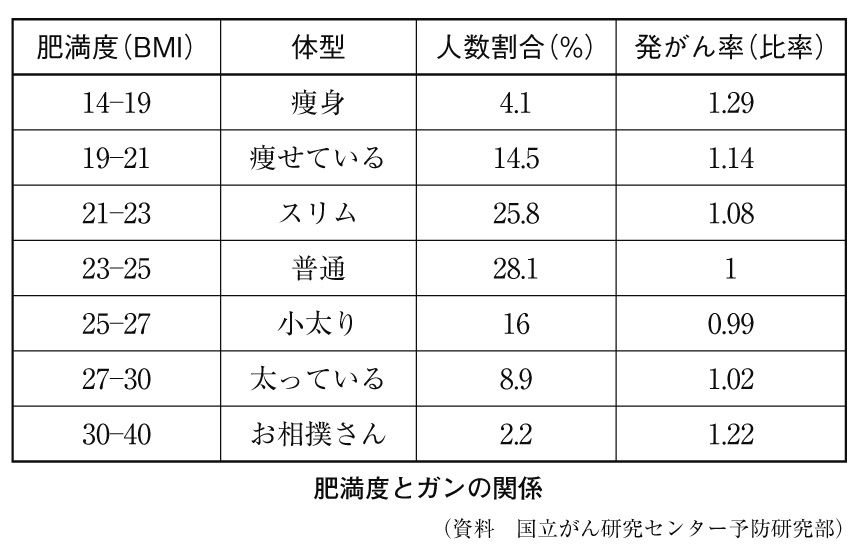 肥満度(BMI) 体型 人数割合(%) 発がん率(比率)
14–19 痩身 4.1 1.29
19–21 痩せている 14.5 1.14
21–23 スリム 25.8 1.08
23–25 普通 28.1 1
25–27 小太り 16 0.99
27–30 太っている 8.9 1.02
30–40 お相撲さん 2.2 1.22
肥満度とガンの関係
(資料 国立がん研究センター予防研究部)